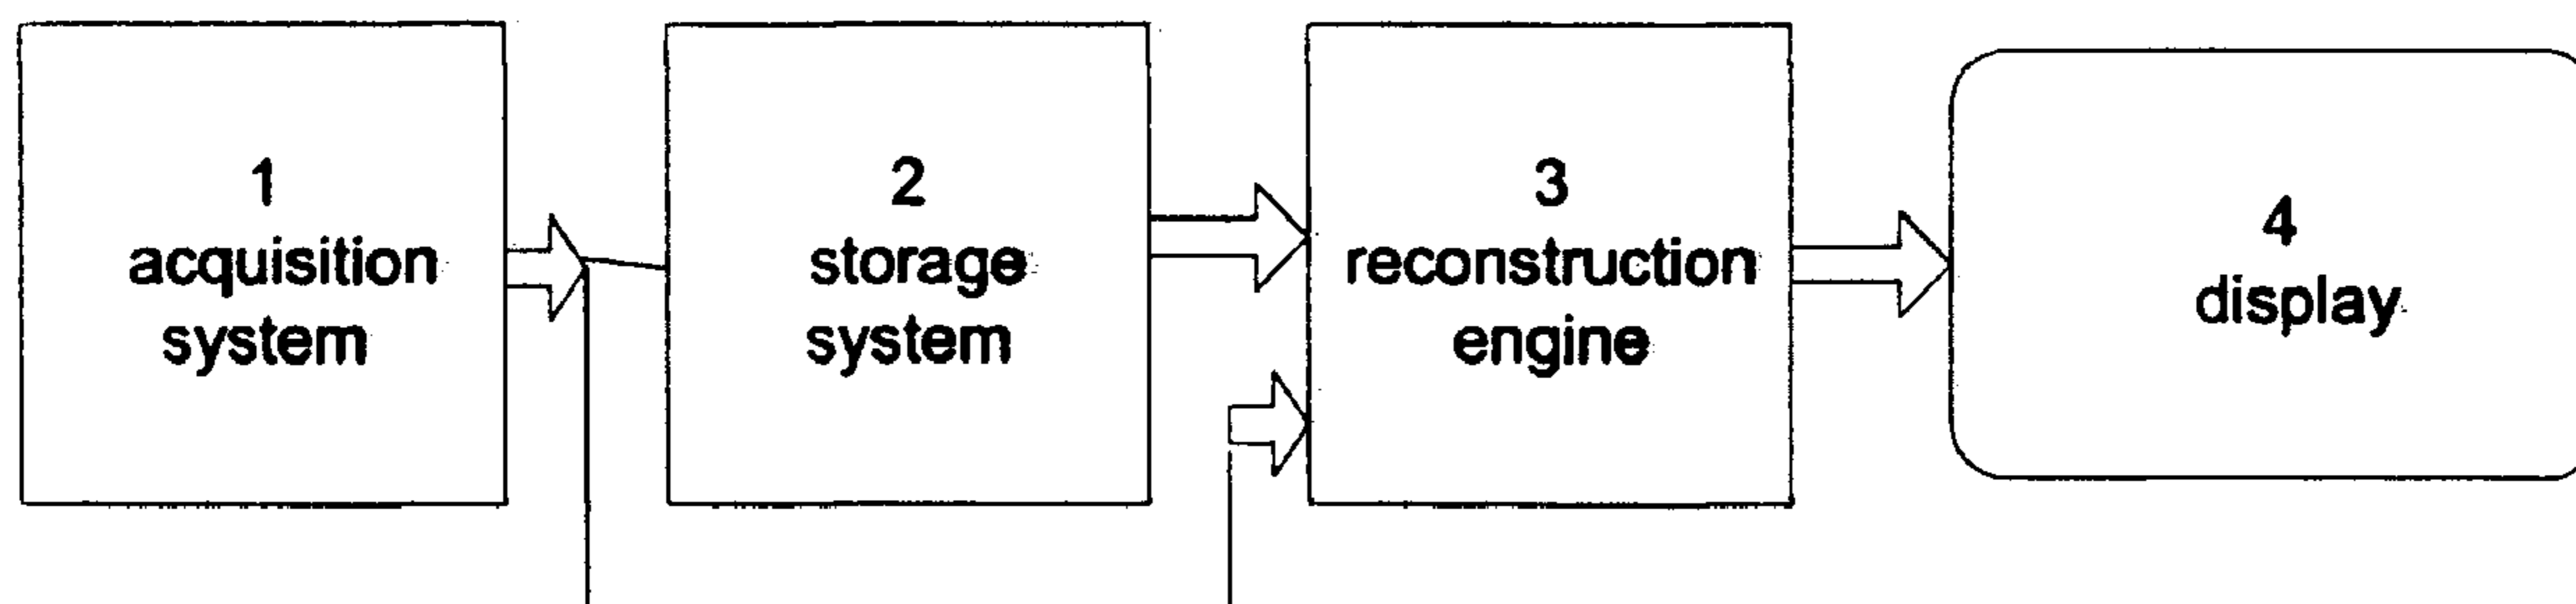 1
acquisition
system
2
storage
system
3
reconstruction
engine
4
display